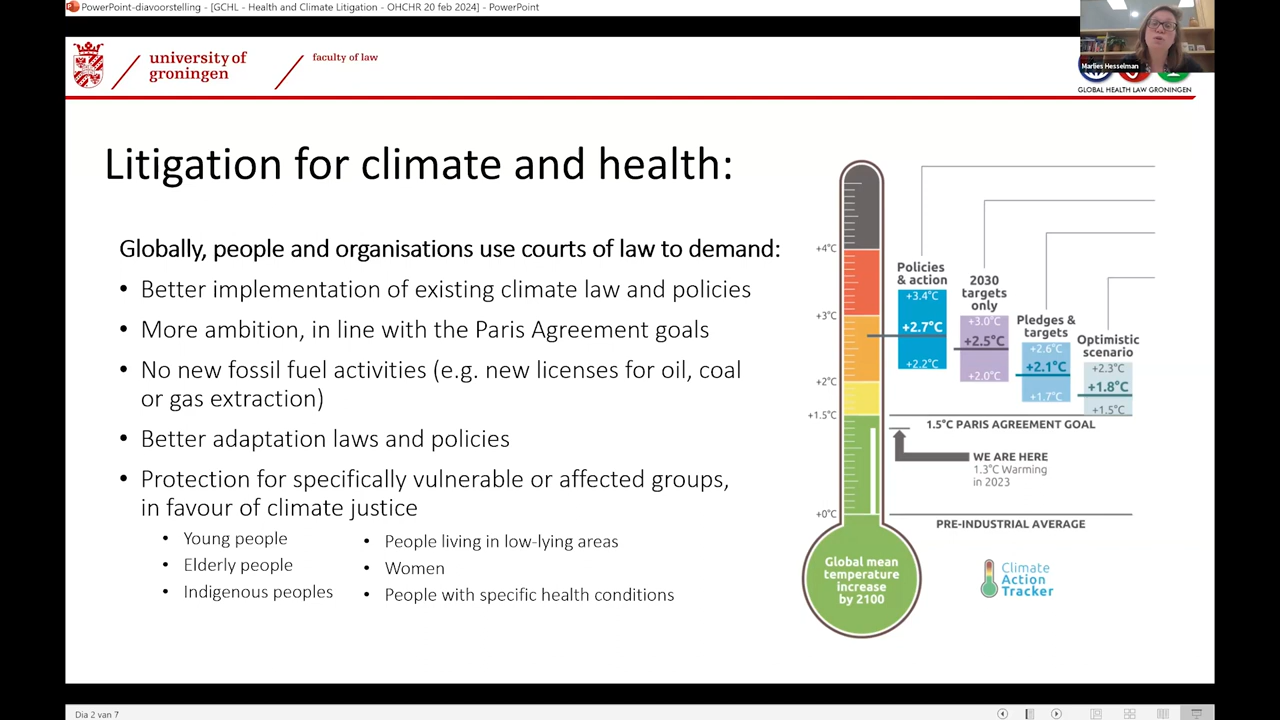 PowerPoint-diavoorstelling - [GCHL - Health and Climate Litigation - OHCHR 20 feb 2024] - PowerPoint
university of
groningen
faculty of law
Marlies Hesselman
GLOBAL HEALTH LAW GRONINGEN
Litigation for climate and health:
Globally, people and organisations use courts of law to demand:
• Better implementation of existing climate law and policies
• More ambition, in line with the Paris Agreement goals
• No new fossil fuel activities (e.g. new licenses for oil, coal
or gas extraction)
• Better adaptation laws and policies
• Protection for specifically vulnerable or affected groups,
in favour of climate justice
• Young people
• Elderly people
• Indigenous peoples
• People living in low-lying areas
• Women
• People with specific health conditions
+4°C
+3°C
+2°C
+1.5°C
+0°C
Policies
& action
+3.4°C
+2.7°C
+2.2°C
2030
targets
only
+3.0°C
+2.5°C
+2.0°C
Pledges &
targets
+2.6°C
+2.1°C
+1.7°C
Optimistic
scenario
+2.3°C
+1.8°C
+1.5°C
1.5°C PARIS AGREEMENT GOAL
WE ARE HERE
1.3°C Warming
in 2023
PRE-INDUSTRIAL AVERAGE
Global mean
temperature
increase
by 2100
Climate
Action
Tracker
Dia 2 van 7